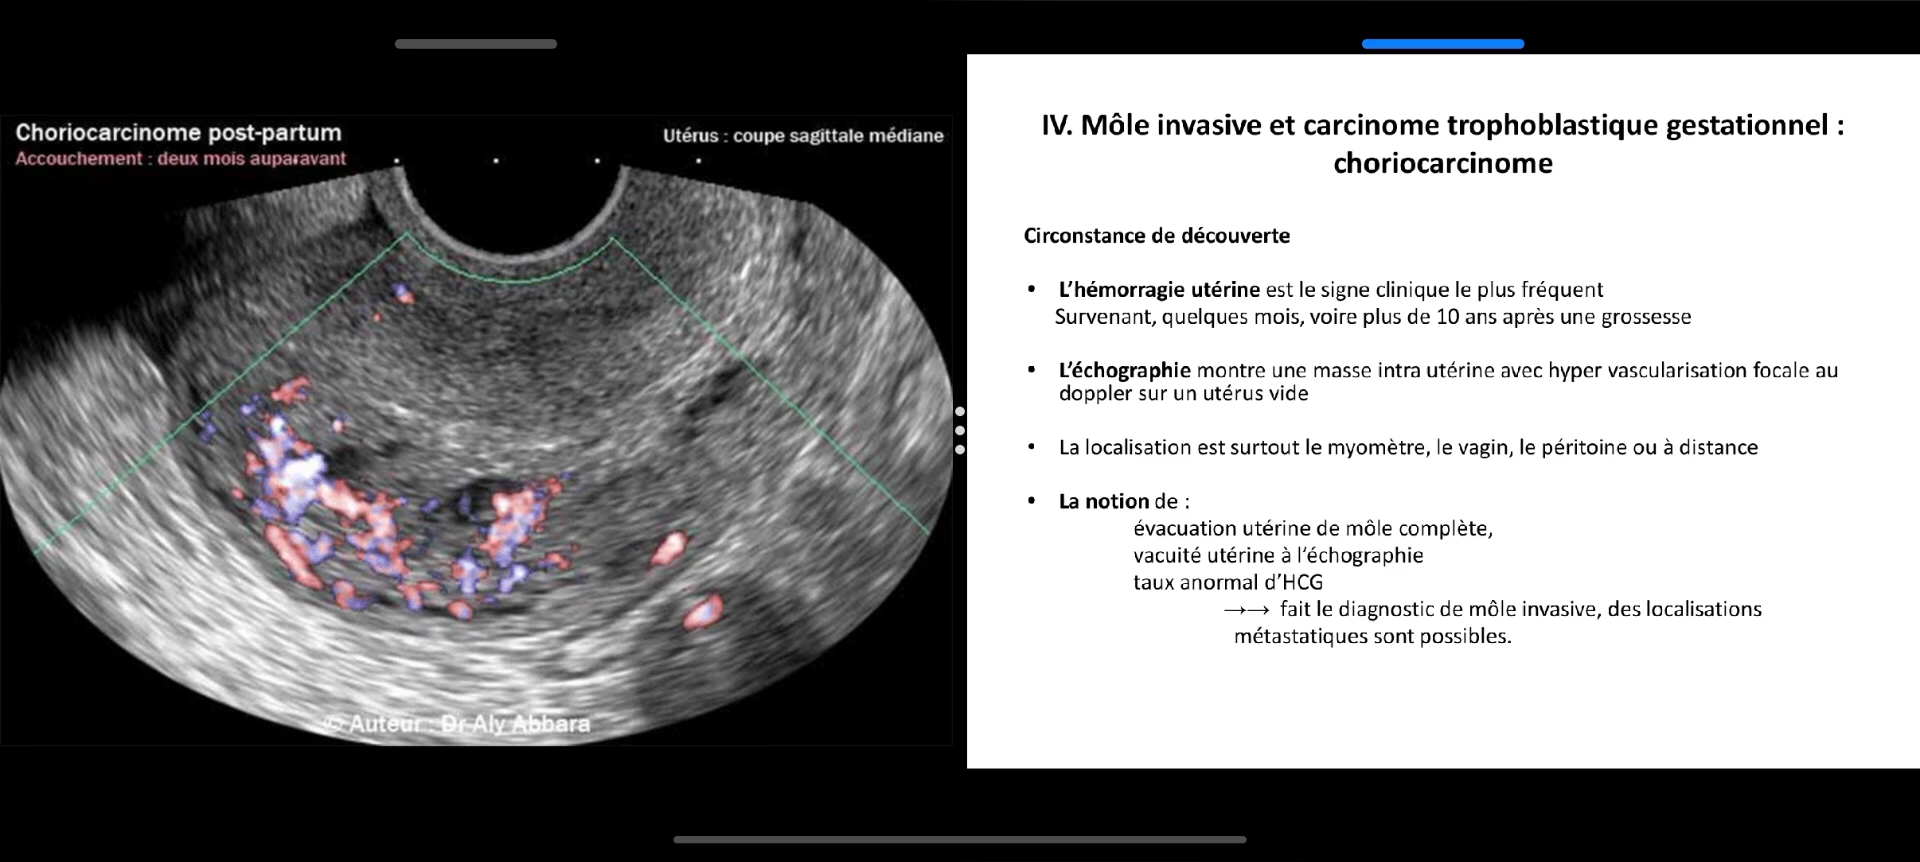 Choriocarcinome post-partum
Accouchement : deux mois auparavant
Utérus : coupe sagittale médiane
© Auteur : Dr Aly Abbara
IV. Môle invasive et carcinome trophoblastique gestationnel :
choriocarcinome
Circonstance de découverte
• L'hémorragie utérine est le signe clinique le plus fréquent
Survenant, quelques mois, voire plus de 10 ans après une grossesse
• L'échographie montre une masse intra utérine avec hyper vascularisation focale au
doppler sur un utérus vide
• La localisation est surtout le myomètre, le vagin, le péritoine ou à distance
• La notion de :
évacuation utérine de môle complète,
vacuité utérine à l'échographie
taux anormal d'HCG
→→ fait le diagnostic de môle invasive, des localisations
métastatiques sont possibles.